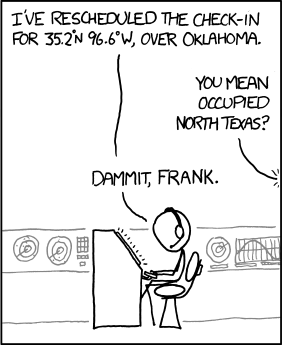 I'VE RESCHEDULED THE CHECK-IN
FOR 35.2°N 96.6°W, OVER OKLAHOMA.
YOU MEAN
OCCUPIED
NORTH TEXAS?
DAMMIT, FRANK.